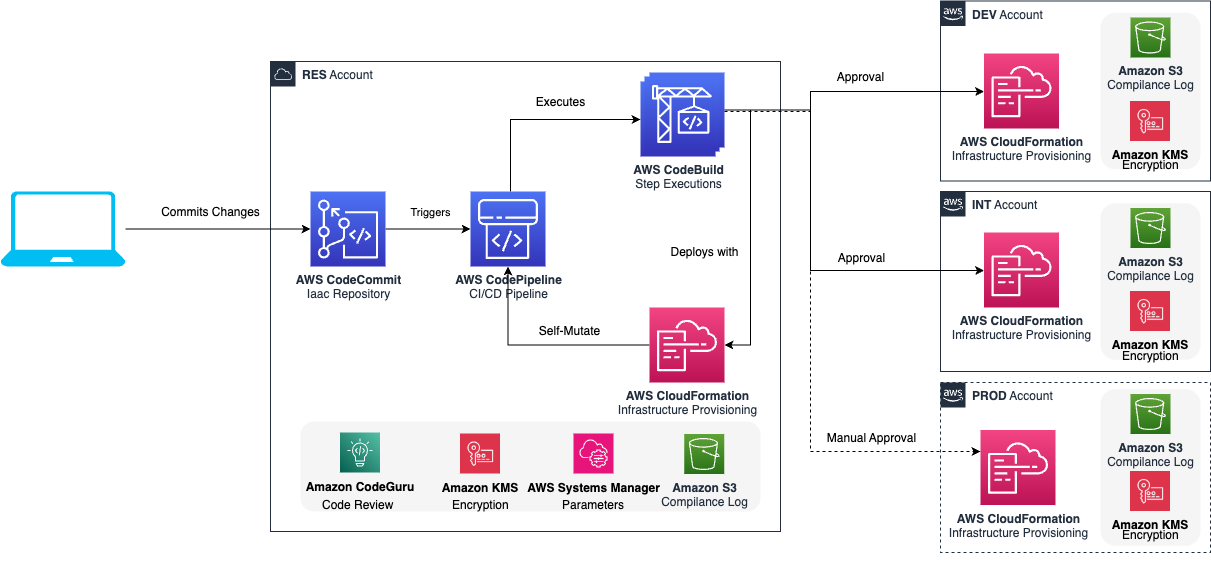 RES Account
Commits Changes
AWS CodeCommit
Iaac Repository
Triggers
AWS CodePipeline
CI/CD Pipeline
Executes
AWS CodeBuild
Step Executions
Deploys with
Self-Mutate
AWS CloudFormation
Infrastructure Provisioning
Amazon CodeGuru
Code Review
Amazon KMS
Encryption
AWS Systems Manager
Parameters
Amazon S3
Compliance Log
Approval
aws
DEV Account
AWS CloudFormation
Infrastructure Provisioning
Amazon S3
Compliance Log
Amazon KMS
Encryption
Approval
aws
INT Account
AWS CloudFormation
Infrastructure Provisioning
Amazon S3
Compliance Log
Amazon KMS
Encryption
Manual Approval
aws
PROD Account
AWS CloudFormation
Infrastructure Provisioning
Amazon S3
Compliance Log
Amazon KMS
Encryption